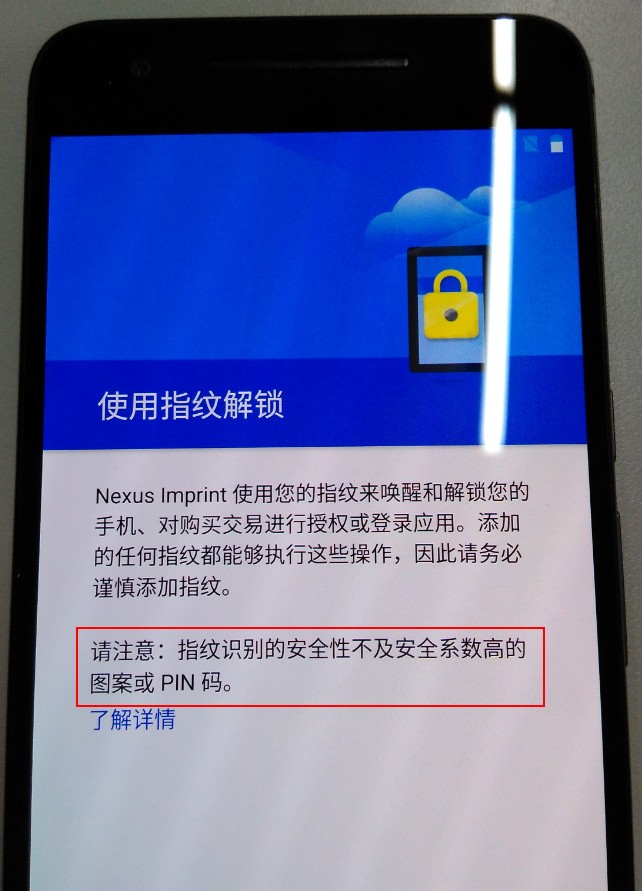 使用指纹解锁
Nexus Imprint 使用您的指纹来唤醒和解锁您的
手机、对购买交易进行授权或登录应用。添加
的任何指纹都能够执行这些操作，因此请务必
谨慎添加指纹。
请注意：指纹识别的安全性不及安全系数高的
图案或 PIN 码。
了解详情